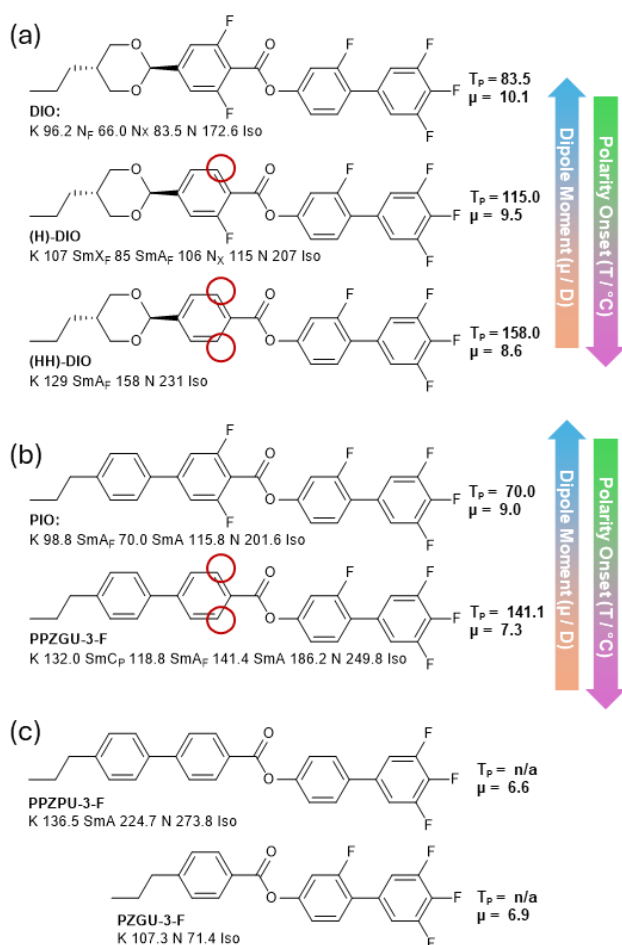 (a)
F
F
O
O
F
F
F
F
O
O
DIO:
K 96.2 NF 66.0 NX 83.5 N 172.6 Iso
TP = 83.5
μ = 10.1
O
O
F
O
O
F
F
F
F
(H)-DIO
K 107 SmXF 85 SmAF 106 NX 115 N 207 Iso
TP = 115.0
μ = 9.5
O
O
O
O
F
F
F
F
(HH)-DIO
K 129 SmAF 158 N 231 Iso
TP = 158.0
μ = 8.6
Dipole Moment (μ / D)
Polarity Onset (T / °C)
(b)
F
F
O
O
F
F
F
F
PIO:
K 98.8 SmAF 70.0 SmA 115.8 N 201.6 Iso
TP = 70.0
μ = 9.0
O
O
F
F
F
F
PPZGU-3-F
K 132.0 SmCP 118.8 SmAF 141.4 SmA 186.2 N 249.8 Iso
TP = 141.1
μ = 7.3
Dipole Moment (μ / D)
Polarity Onset (T / °C)
(c)
O
O
F
F
F
PPZPU-3-F
K 136.5 SmA 224.7 N 273.8 Iso
TP = n/a
μ = 6.6
O
O
F
F
F
F
PZGU-3-F
K 107.3 N 71.4 Iso
TP = n/a
μ = 6.9